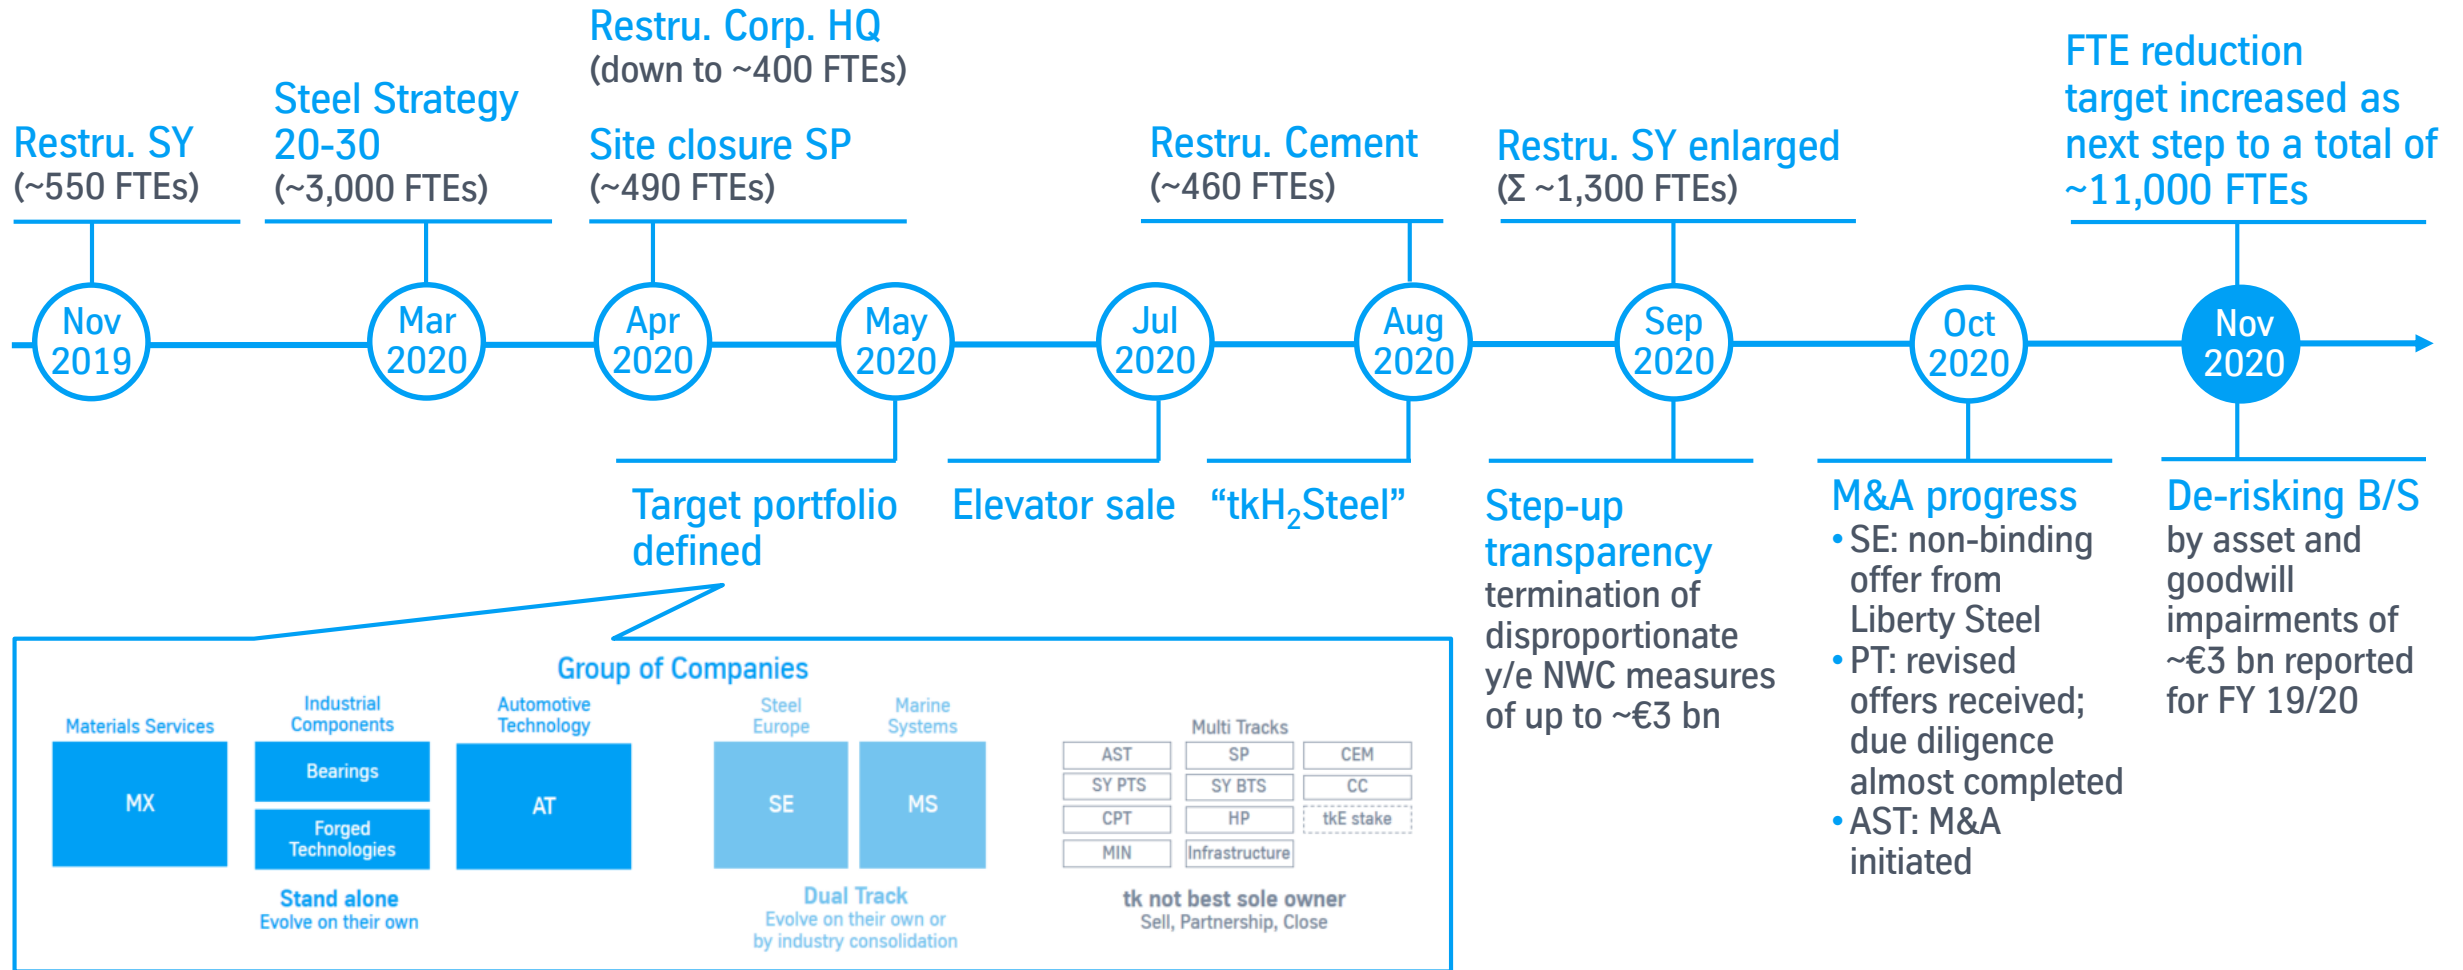 Restru. SY
(~550 FTEs)
Steel Strategy
20-30
(~3,000 FTEs)
Restru. Corp. HQ
(down to ~400 FTEs)
Site closure SP
(~490 FTEs)
Restru. Cement
(~460 FTEs)
Restru. SY enlarged
(Σ ~1,300 FTEs)
FTE reduction
target increased as
next step to a total of
~11,000 FTEs
Nov
2019
Mar
2020
Apr
2020
May
2020
Jul
2020
Aug
2020
Sep
2020
Oct
2020
Nov
2020
Target portfolio
defined
Elevator sale
“tkH₂Steel”
Step-up
transparency
termination of
disproportionate
y/e NWC measures
of up to ~€3 bn
M&A progress
• SE: non-binding
offer from
Liberty Steel
• PT: revised
offers received;
due diligence
almost completed
• AST: M&A
initiated
De-risking B/S
by asset and
goodwill
impairments of
~€3 bn reported
for FY 19/20
Group of Companies
Materials Services
MX
Industrial
Components
Bearings
Forged
Technologies
Automotive
Technology
AT
Stand alone
Evolve on their own
Steel
Europe
SE
Marine
Systems
MS
Dual Track
Evolve on their own or
by industry consolidation
Multi Tracks
AST SP CEM
SY PTS SY BTS CC
CPT HP tkE stake
MIN Infrastructure
tk not best sole owner
Sell, Partnership, Close